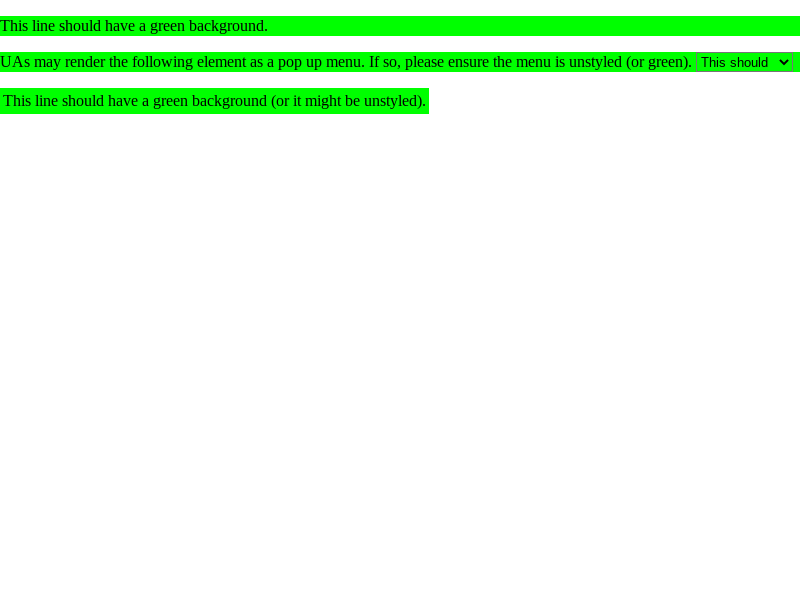 This line should have a green background.
UAs may render the following element as a pop up menu. If so, please ensure the menu is unstyled (or green). This should
This line should have a green background (or it might be unstyled).